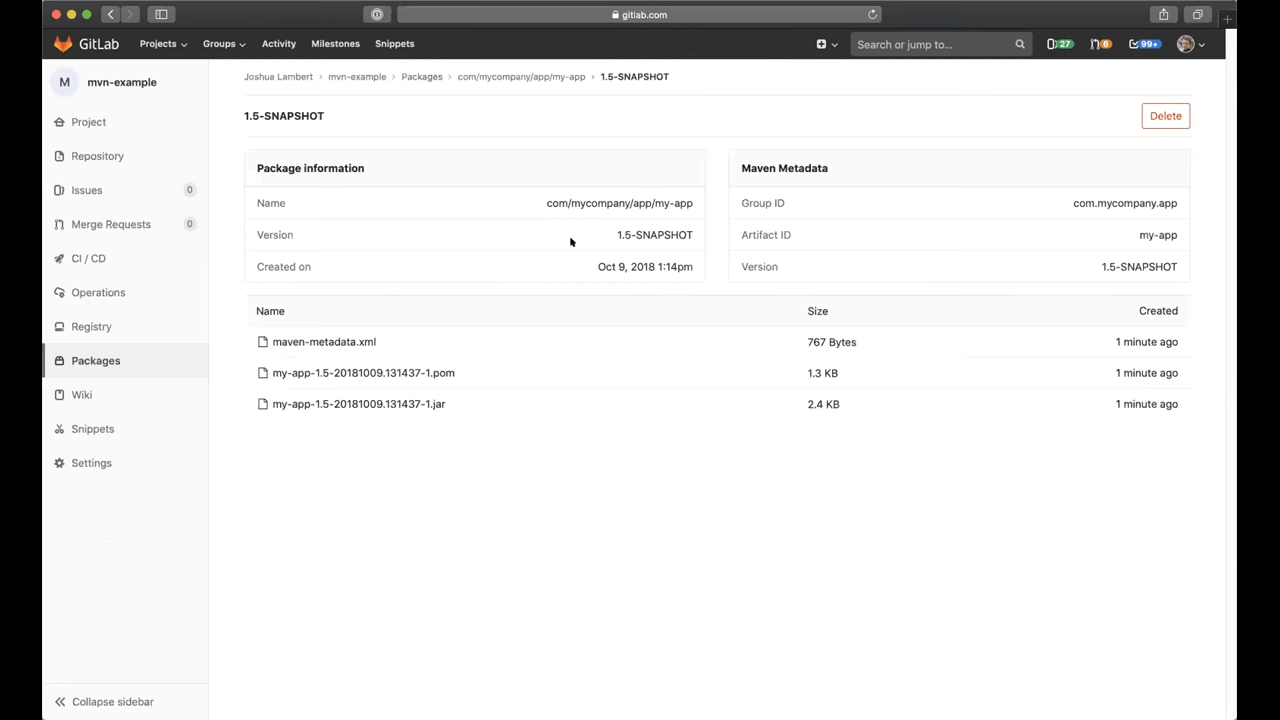 gitlab.com
GitLab Projects Groups Activity Milestones Snippets Search or jump to... 27 6 99+
M mvn-example
Joshua Lambert › mvn-example › Packages › com/mycompany/app/my-app › 1.5-SNAPSHOT
Project
Repository
Issues 0
Merge Requests 0
CI / CD
Operations
Registry
Packages
Wiki
Snippets
Settings
Collapse sidebar
1.5-SNAPSHOT Delete
Package information
Name com/mycompany/app/my-app
Version 1.5-SNAPSHOT
Created on Oct 9, 2018 1:14pm
Maven Metadata
Group ID com.mycompany.app
Artifact ID my-app
Version 1.5-SNAPSHOT
Name Size Created
maven-metadata.xml 767 Bytes 1 minute ago
my-app-1.5-20181009.131437-1.pom 1.3 KB 1 minute ago
my-app-1.5-20181009.131437-1.jar 2.4 KB 1 minute ago